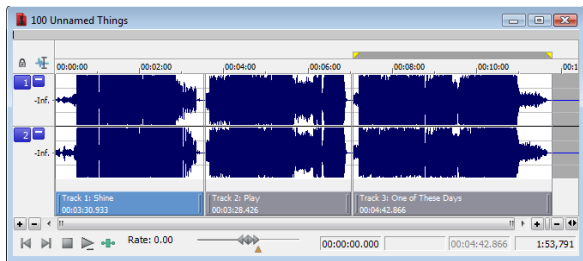 100 Unnamed Things
00:00:00 00:02:00 00:04:00 00:06:00 00:08:00 00:10:00 00:1
1
-Inf.
2
-Inf.
Track 1: Shine Track 2: Play Track 3: One of These Days
00:03:30.933 00:03:28.426 00:04:42.866
Rate: 0.00 00:00:00.000 00:04:42.866 1:53,791